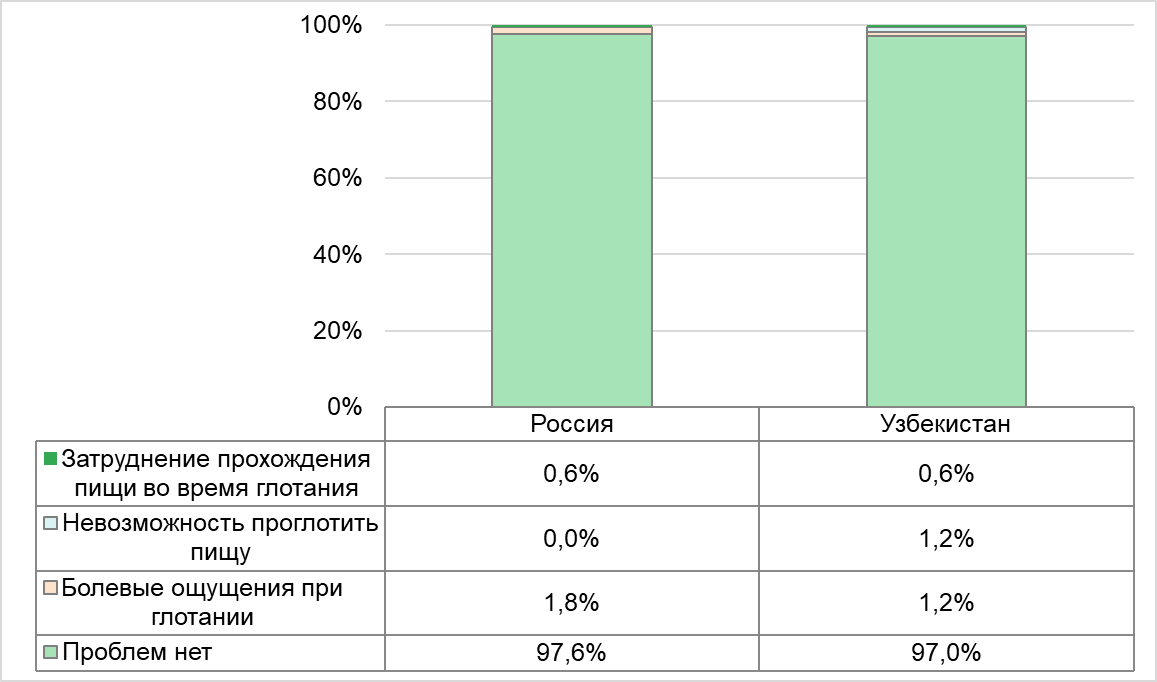 100%
80%
60%
40%
20%
0%
Россия
Узбекистан
Затруднение прохождения
пищи во время глотания
0,6%
0,6%
Невозможность проглотить
пищу
0,0%
1,2%
Болевые ощущения при
глотании
1,8%
1,2%
Проблем нет
97,6%
97,0%